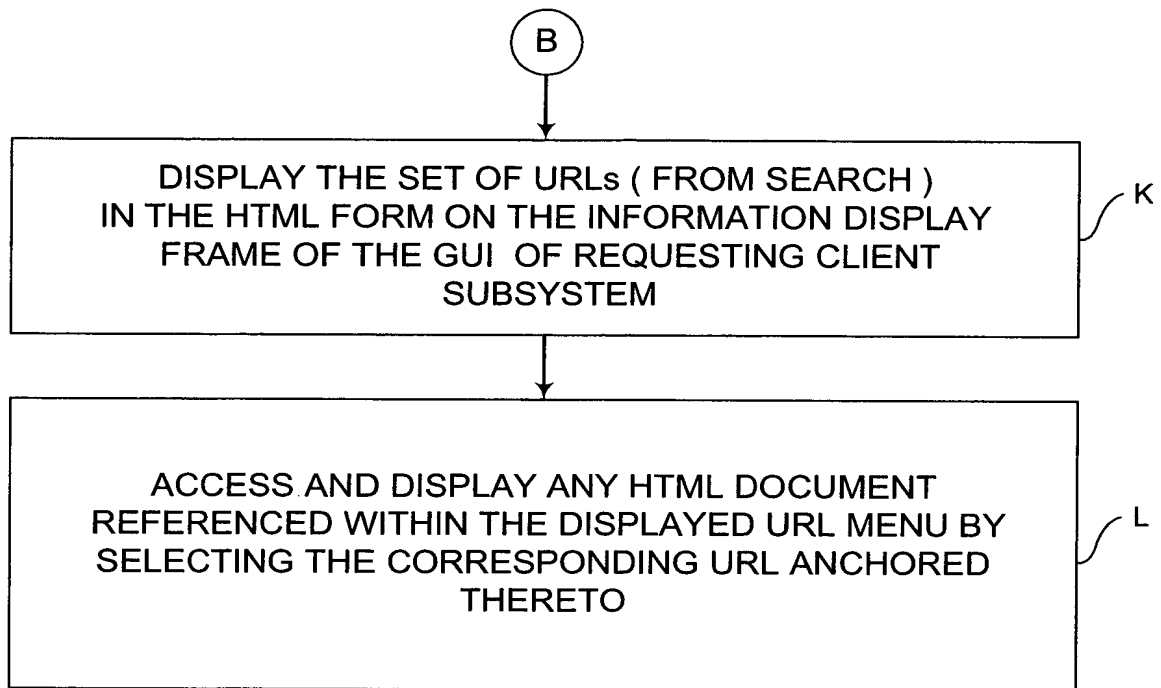 B
DISPLAY THE SET OF URLs ( FROM SEARCH )
IN THE HTML FORM ON THE INFORMATION DISPLAY
FRAME OF THE GUI OF REQUESTING CLIENT
SUBSYSTEM
K
ACCESS AND DISPLAY ANY HTML DOCUMENT
REFERENCED WITHIN THE DISPLAYED URL MENU BY
SELECTING THE CORRESPONDING URL ANCHORED
THERETO
L